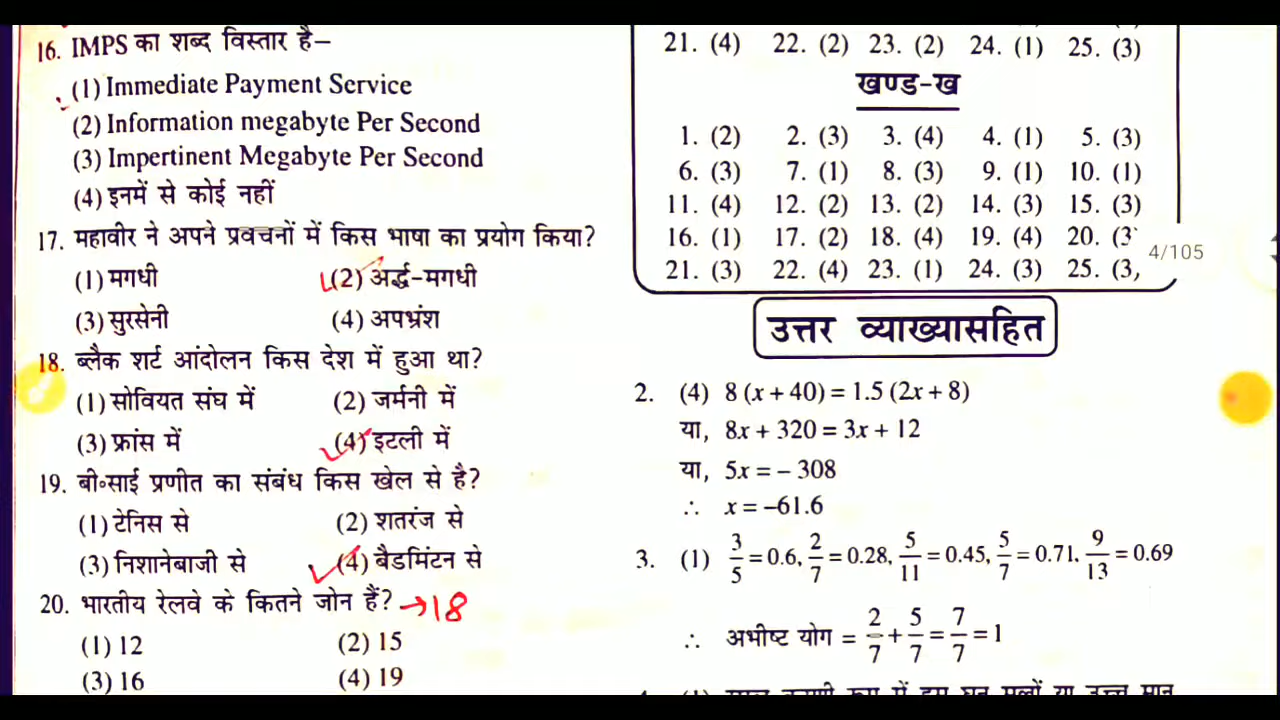 16. IMPS का शब्द विस्तार है–
(1) Immediate Payment Service
(2) Information megabyte Per Second
(3) Impertinent Megabyte Per Second
(4) इनमें से कोई नहीं
17. महावीर ने अपने प्रवचनों में किस भाषा का प्रयोग किया?
(1) मगधी (2) अर्द्ध-मगधी
(3) सुरसेनी (4) अपभ्रंश
18. ब्लैक शर्ट आंदोलन किस देश में हुआ था?
(1) सोवियत संघ में (2) जर्मनी में
(3) फ्रांस में (4) इटली में
19. बी॰साई प्रणीत का संबंध किस खेल से है?
(1) टेनिस से (2) शतरंज से
(3) निशानेबाजी से (4) बैडमिंटन से
20. भारतीय रेलवे के कितने जोन हैं? →18
(1) 12 (2) 15
(3) 16 (4) 19
21. (4) 22. (2) 23. (2) 24. (1) 25. (3)
खण्ड-ख
1. (2) 2. (3) 3. (4) 4. (1) 5. (3)
6. (3) 7. (1) 8. (3) 9. (1) 10. (1)
11. (4) 12. (2) 13. (2) 14. (3) 15. (3)
16. (1) 17. (2) 18. (4) 19. (4) 20. (3
4/105
21. (3) 22. (4) 23. (1) 24. (3) 25. (3,
उत्तर व्याख्यासहित
2. (4) 8 (x + 40) = 1.5 (2x + 8)
या, 8x + 320 = 3x + 12
या, 5x = – 308
∴ x = –61.6
3. (1) 3/5 = 0.6, 2/7 = 0.28, 5/11 = 0.45, 5/7 = 0.71, 9/13 = 0.69
∴ अभीष्ट योग = 2/7 + 5/7 = 7/7 = 1